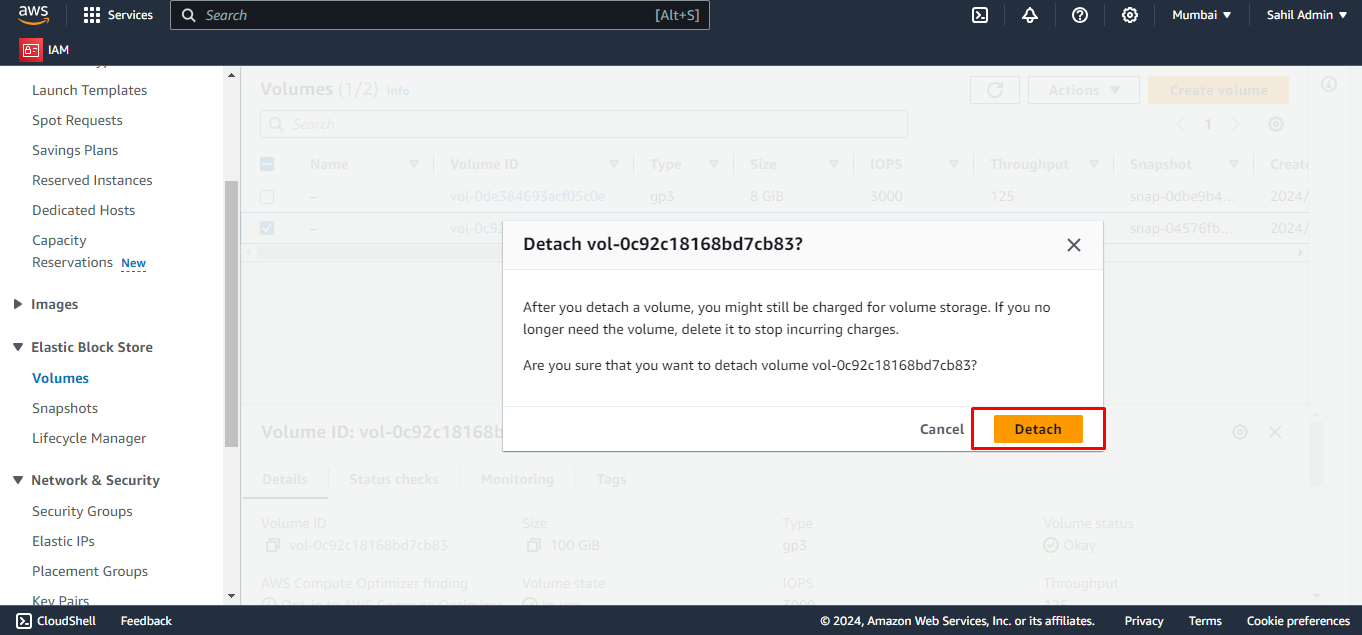 aws
Services
Search [Alt+S]
Mumbai ▼
Sahil Admin ▼
IAM
Launch Templates
Spot Requests
Savings Plans
Reserved Instances
Dedicated Hosts
Capacity
Reservations New
Images
Elastic Block Store
Volumes
Snapshots
Lifecycle Manager
Network & Security
Security Groups
Elastic IPs
Placement Groups
Key Pairs
Volumes (1/2) Info
Actions ▼
Create volume
Search
1
Name Volume ID Type Size IOPS Throughput Snapshot Create
– vol-0de384693acf05c0e gp3 8 GiB 3000 125 snap-0dbe9b4... 2024/
– vol-0c92 snap-04576fb... 2024/
Detach vol-0c92c18168bd7cb83?
After you detach a volume, you might still be charged for volume storage. If you no
longer need the volume, delete it to stop incurring charges.
Are you sure that you want to detach volume vol-0c92c18168bd7cb83?
Cancel
Detach
Volume ID: vol-0c92c18168b
Details Status checks Monitoring Tags
Volume ID Size Type Volume status
vol-0c92c18168bd7cb83 100 GiB gp3 Okay
AWS Compute Optimizer finding Volume state IOPS Throughput
Opt-in to AWS Compute Optimizer In-use 3000 125
CloudShell
Feedback
© 2024, Amazon Web Services, Inc. or its affiliates.
Privacy
Terms
Cookie preferences